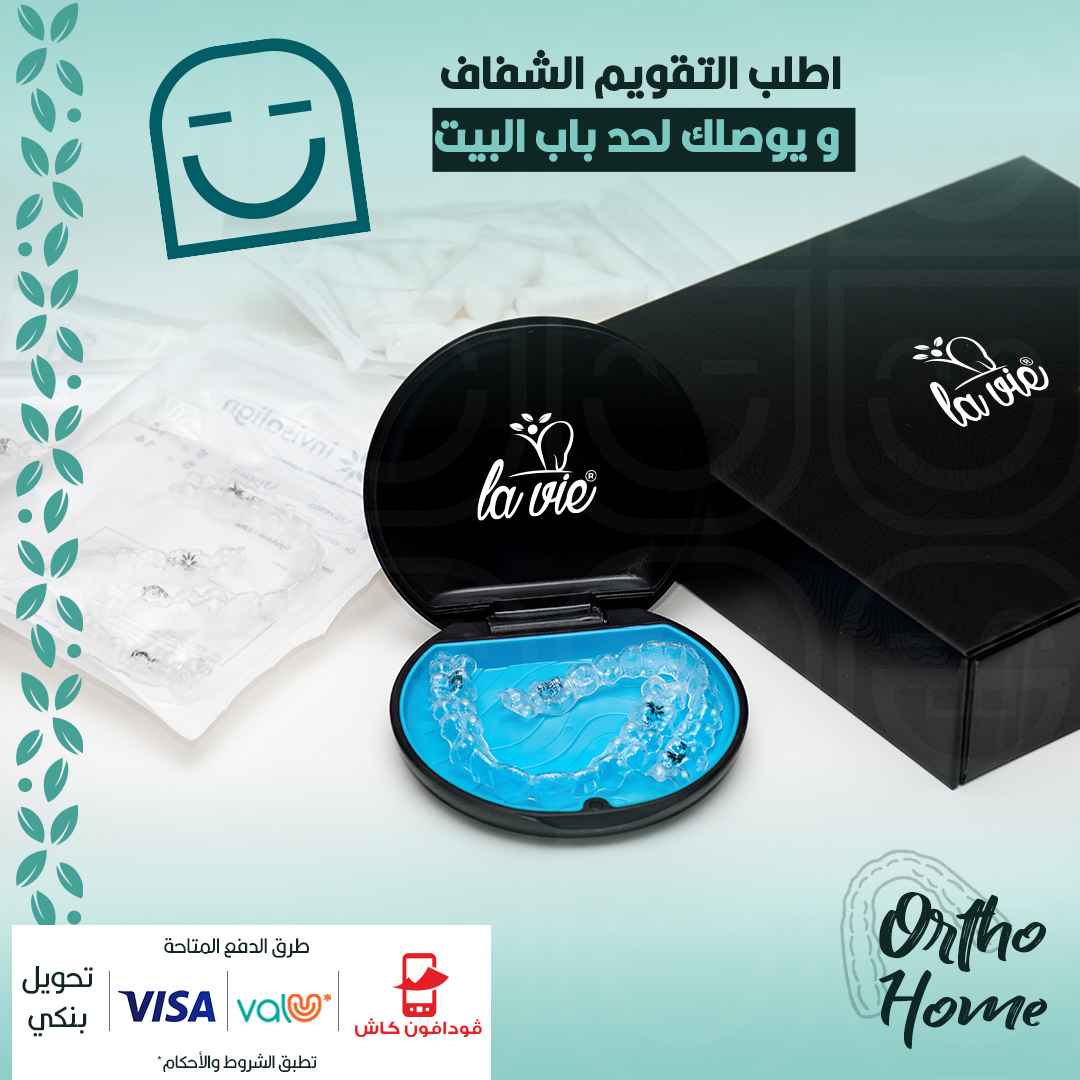 اطلب التقويم الشفاف
و يوصلك لحد باب البيت
la vie®
la vie®
invisalign
Ortho
Home
طرق الدفع المتاحة
ڤودافون كاش
valU*
VISA
تحويل
بنكي
تطبق الشروط والأحكام*